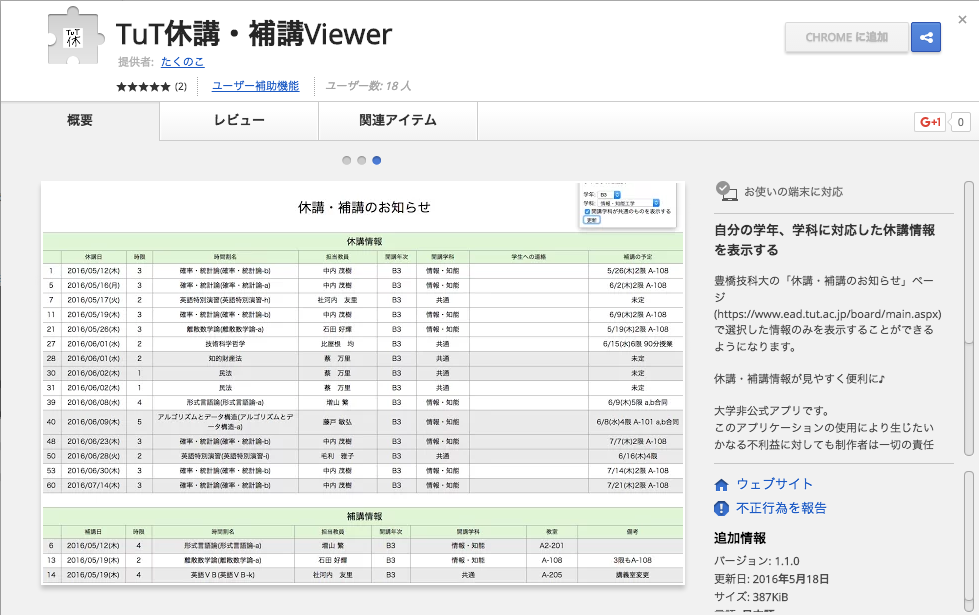 TuT
休
TuT休講・補講Viewer
提供者: たくのこ
★★★★★ (2) ユーザー補助機能 ユーザー数: 18 人
CHROME に追加
概要 レビュー 関連アイテム
G+1 0
休講・補講のお知らせ
学年: B3
学科: 情報・知能工学
開講学科が共通のものを表示する
更新
休講情報
休講日 時限 時間割名 担当教員 開講年次 開講学科 学生への連絡 補講の予定
1 2016/05/12(木) 3 確率・統計論(確率・統計論-b) 中内 茂樹 B3 情報・知能 5/26(木)2限 A-108
5 2016/05/16(月) 3 確率・統計論(確率・統計論-a) 中内 茂樹 B3 情報・知能 6/2(木)2限 A-108
7 2016/05/17(火) 2 英語特別演習(英語特別演習-h) 社河内 友里 B3 共通 未定
11 2016/05/19(木) 3 確率・統計論(確率・統計論-b) 中内 茂樹 B3 情報・知能 6/9(木)2限 A-108
21 2016/05/26(木) 3 離散数学論(離散数学論-a) 石田 好輝 B3 情報・知能 5/19(木)2限 A-108
27 2016/06/01(水) 2 技術科学哲学 比屋根 均 B3 共通 6/15(水)6限 90分授業
28 2016/06/01(水) 2 知的財産法 蔡 万里 B3 共通 未定
30 2016/06/02(木) 1 民法 蔡 万里 B3 共通 未定
31 2016/06/02(木) 1 民法 蔡 万里 B3 共通 未定
39 2016/06/08(水) 4 形式言語論(形式言語論-a) 増山 繁 B3 情報・知能 6/9(木)5限 a,b合同
40 2016/06/09(木) 5 アルゴリズムとデータ構造(アルゴリズムとデータ構造-a) 藤戸 敏弘 B3 情報・知能 6/8(水)4限 A-101 a,b合同
48 2016/06/23(木) 3 確率・統計論(確率・統計論-b) 中内 茂樹 B3 情報・知能 7/7(木)2限 A-108
50 2016/06/28(火) 2 英語特別演習(英語特別演習-i) 毛利 雅子 B3 共通 6/16(木)4限
53 2016/06/30(木) 3 確率・統計論(確率・統計論-b) 中内 茂樹 B3 情報・知能 7/14(木)2限 A-108
60 2016/07/14(木) 3 確率・統計論(確率・統計論-b) 中内 茂樹 B3 情報・知能 7/21(木)2限 A-108
補講情報
補講日 時限 時間割名 担当教員 開講年次 開講学科 教室 備考
6 2016/05/12(木) 4 形式言語論(形式言語論-a) 増山 繁 B3 情報・知能 A2-201
13 2016/05/19(木) 2 離散数学論(離散数学論-a) 石田 好輝 B3 情報・知能 A-108 3限もA-108
14 2016/05/19(木) 4 英語ⅤB(英語ⅤB-k) 社河内 友里 B3 共通 A-205 講義室変更
お使いの端末に対応
自分の学年、学科に対応した休講情報
を表示する
豊橋技科大の「休講・補講のお知らせ」ペー
ジ
(https://www.ead.tut.ac.jp/board/main.aspx)
で選択した情報のみを表示することができる
ようになります。
休講・補講情報が見やすく便利に♪
大学非公式アプリです。
このアプリケーションの使用により生じたい
かなる不利益に対しても制作者は一切の責任
ウェブサイト
不正行為を報告
追加情報
バージョン: 1.1.0
更新日: 2016年5月18日
サイズ: 387KiB